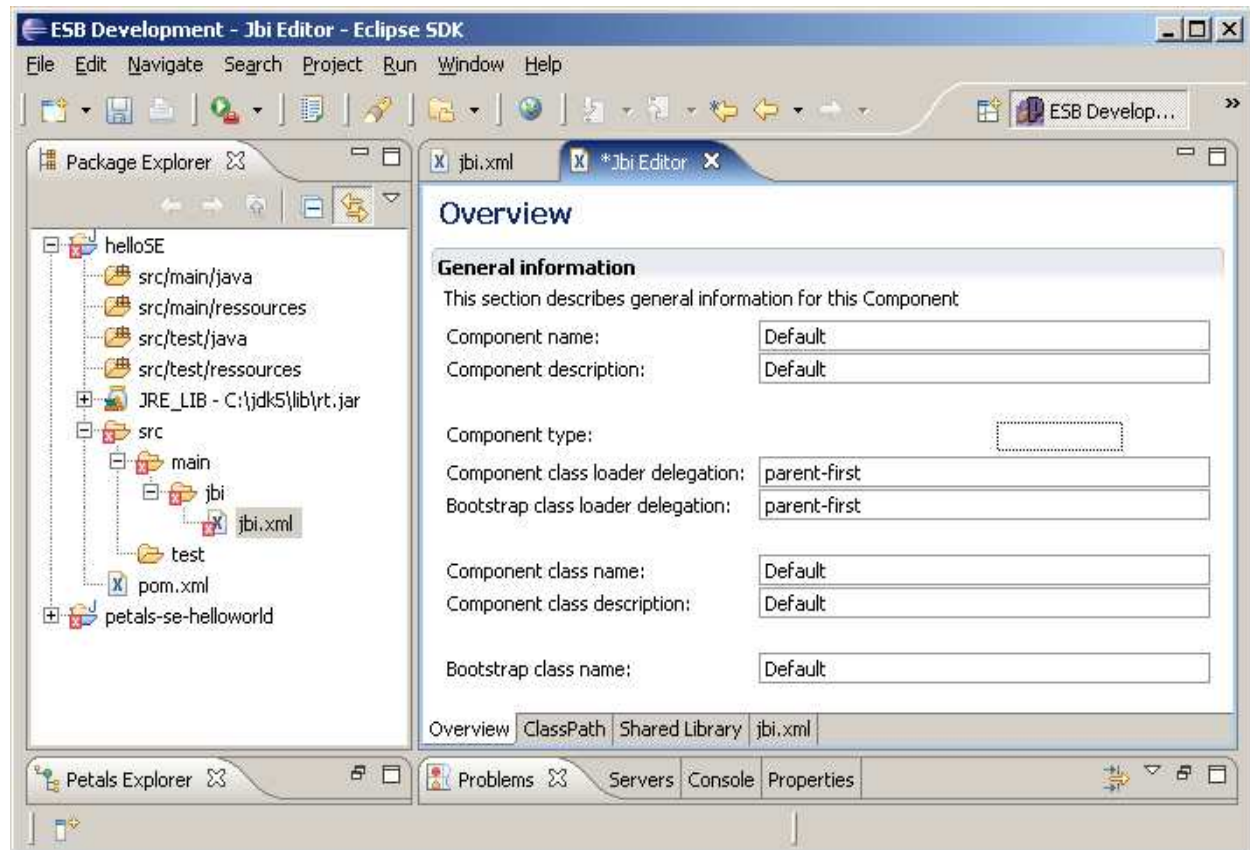 ESB Development - Jbi Editor - Eclipse SDK
File Edit Navigate Search Project Run Window Help
ESB Develop...
Package Explorer
helloSE
src/main/java
src/main/ressources
src/test/java
src/test/ressources
JRE_LIB - C:\jdk5\lib\rt.jar
src
main
jbi
jbi.xml
test
pom.xml
petals-se-helloworld
jbi.xml *Jbi Editor
Overview
General information
This section describes general information for this Component
Component name: Default
Component description: Default
Component type:
Component class loader delegation: parent-first
Bootstrap class loader delegation: parent-first
Component class name: Default
Component class description: Default
Bootstrap class name: Default
Overview ClassPath Shared Library jbi.xml
Petals Explorer
Problems Servers Console Properties